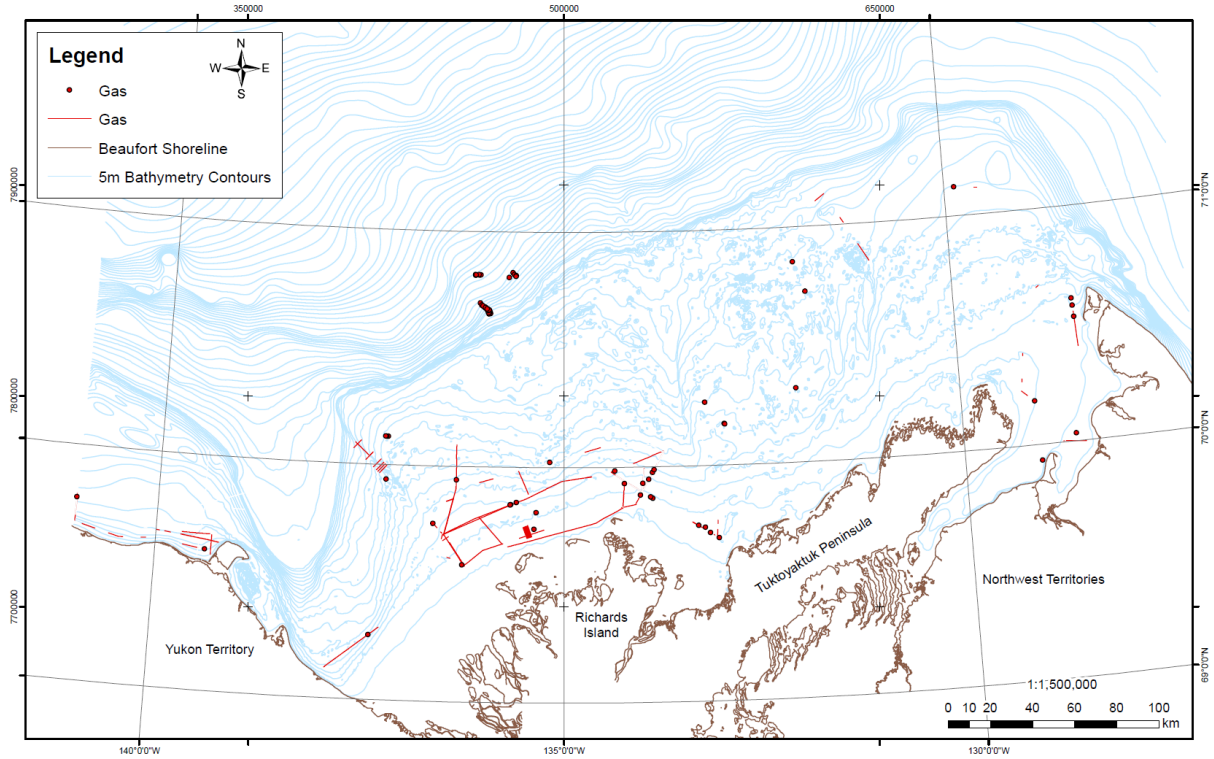 350000 500000 650000
Legend
N
W E
S
Gas
Gas
Beaufort Shoreline
5m Bathymetry Contours
7900000
71°0'0"N
7800000
70°0'0"N
7700000
69°0'0"N
Tuktoyaktuk Peninsula
Northwest Territories
Richards
Island
Yukon Territory
1:1,500,000
0 10 20 40 60 80 100
km
140°0'0"W 135°0'0"W 130°0'0"W